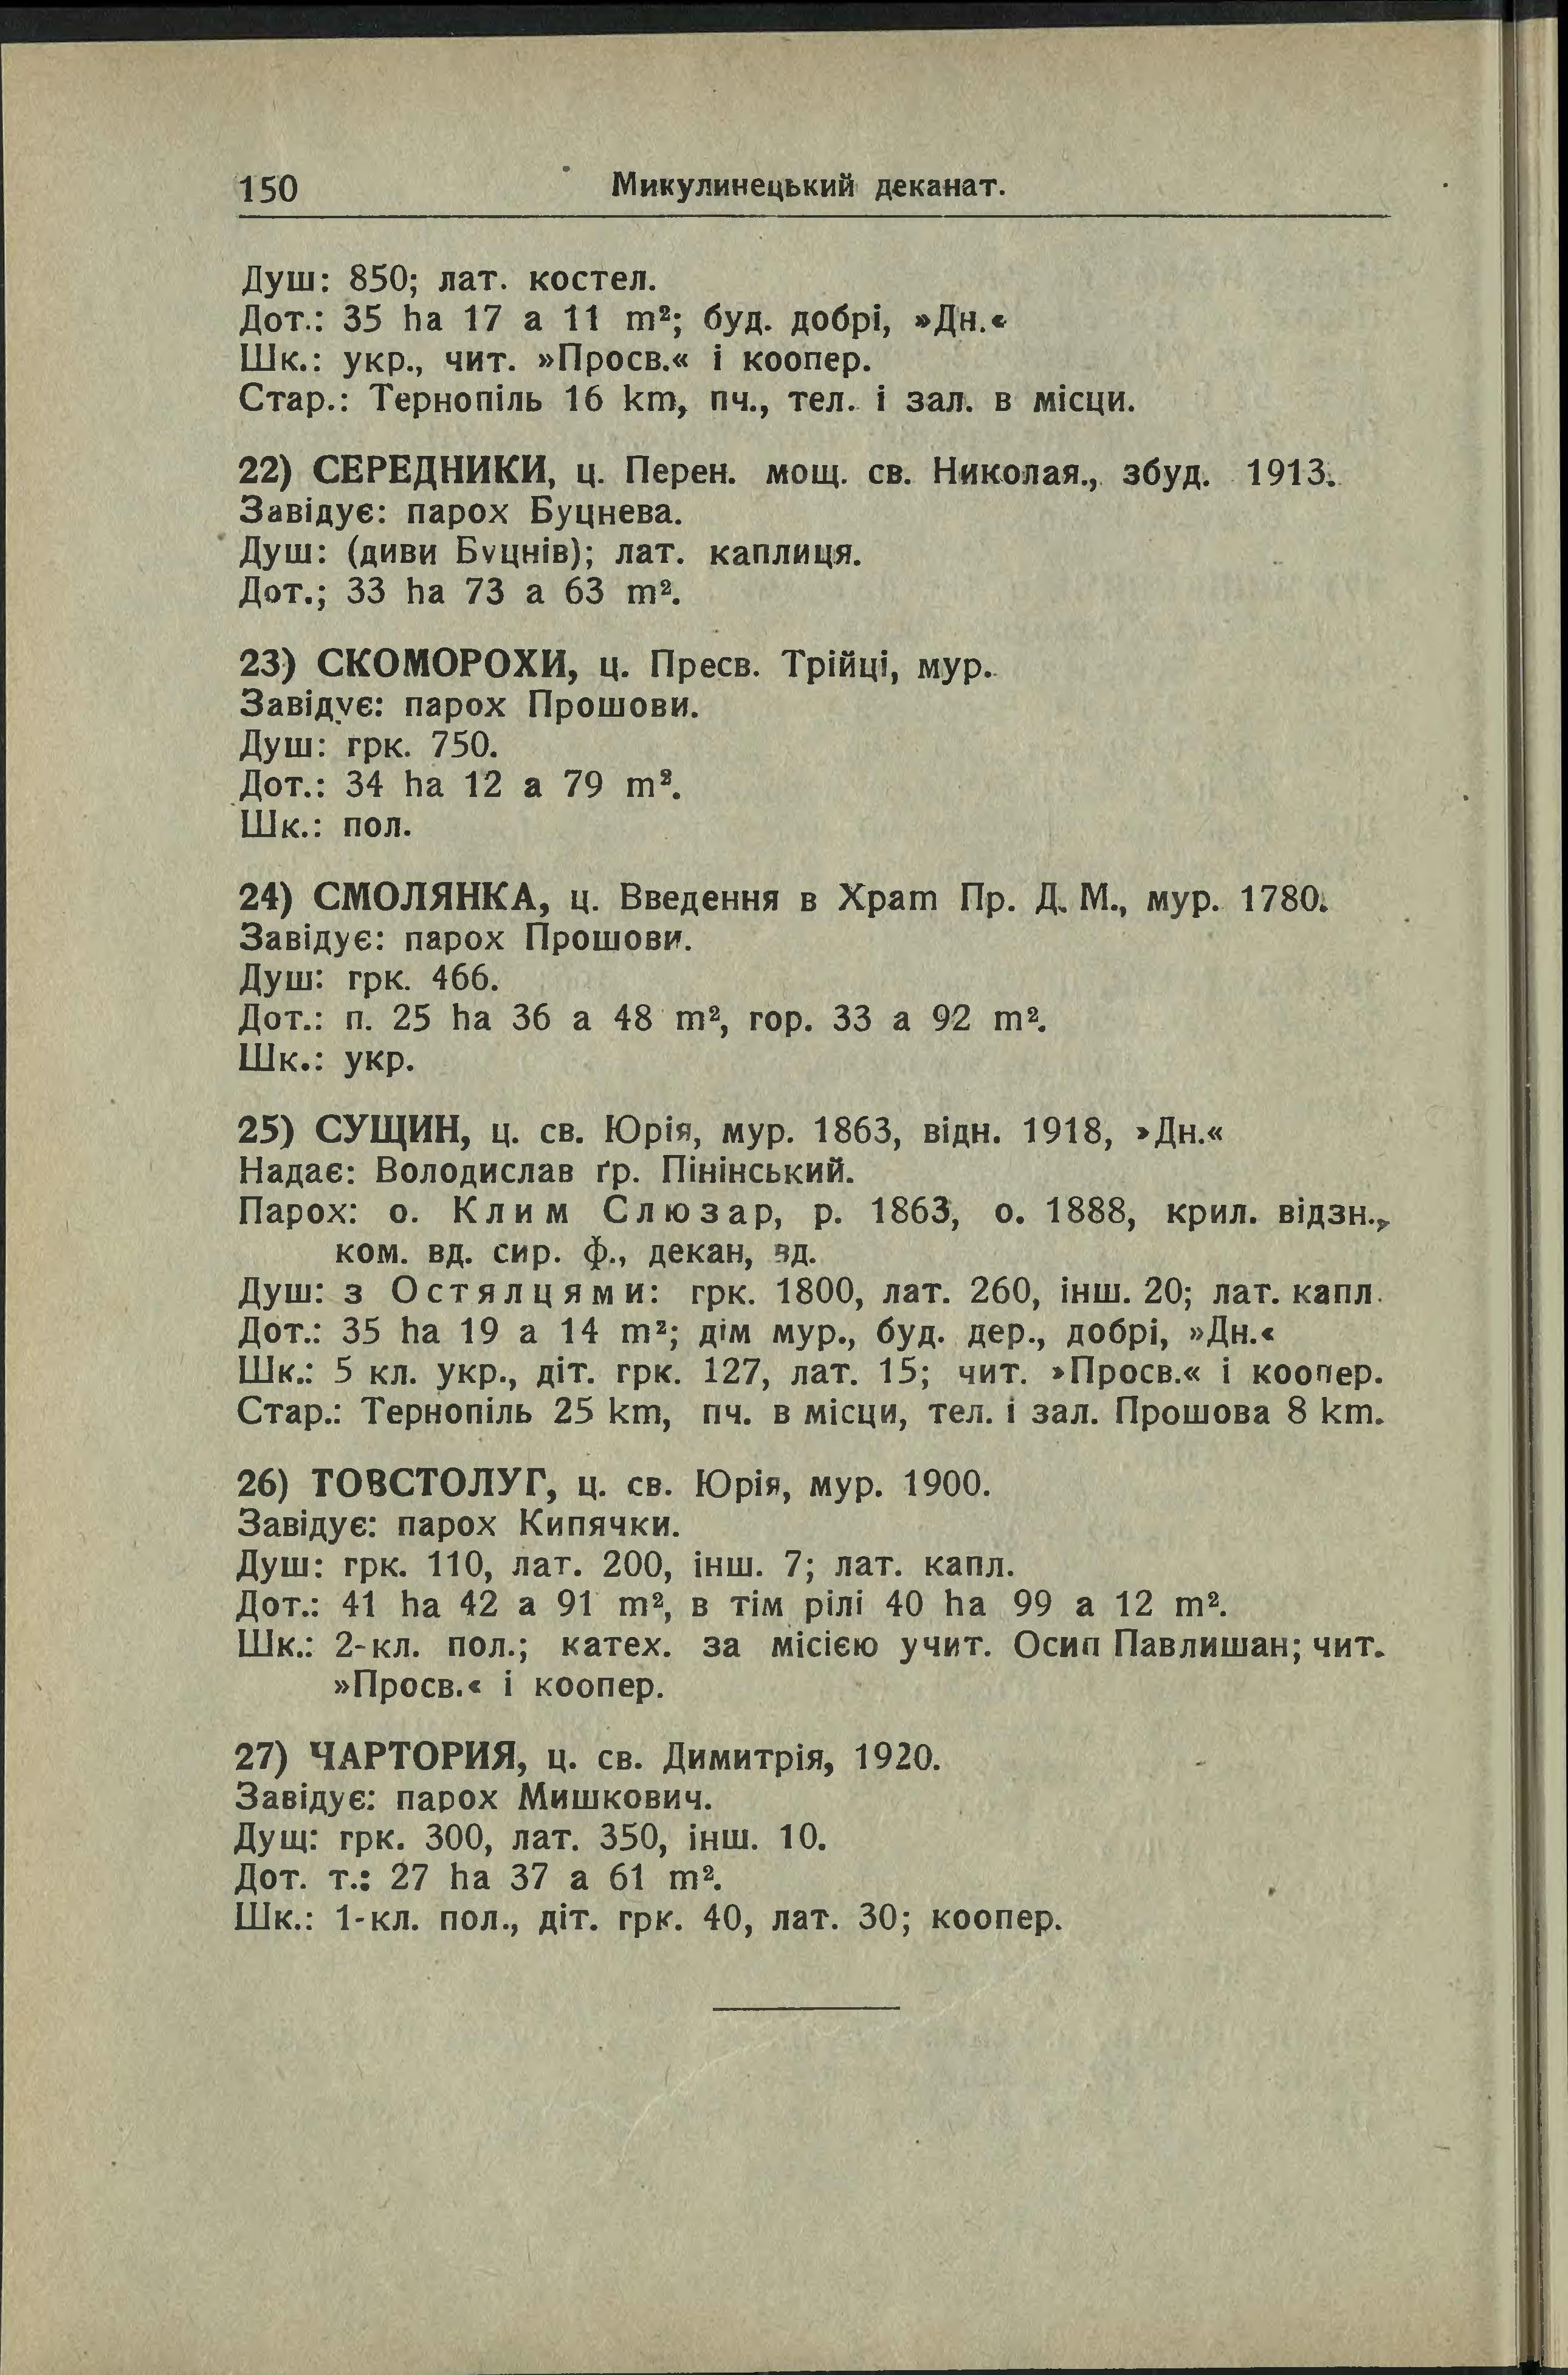 150 Микулинецький деканат.
Душ: 850; лат. костел.
Дот.: 35 ha 17 a 11 m²; буд. добрі, »Дн.«
Шк.: укр., чит. »Просв.« і коопер.
Стар.: Тернопіль 16 km, пч., тел. і зал. в місци.
22) СЕРЕДНИКИ, ц. Перен. мощ. св. Николая., збуд. 1913.
Завідує: парох Буцнева.
Душ: (диви Буцнів); лат. каплиця.
Дот.; 33 ha 73 a 63 m².
23) СКОМОРОХИ, ц. Пресв. Трійці, мур.
Завідує: парох Прошови.
Душ: грк. 750.
Дот.: 34 ha 12 a 79 m².
Шк.: пол.
24) СМОЛЯНКА, ц. Введення в Храm Пр. Д. М., мур. 1780.
Завідує: парох Прошови.
Душ: грк. 466.
Дот.: п. 25 ha 36 a 48 m², гор. 33 a 92 m².
Шк.: укр.
25) СУЩИН, ц. св. Юрія, мур. 1863, відн. 1918, »Дн.«
Надає: Володислав ґр. Пінінський.
Парох: о. Клим Слюзар, р. 1863, о. 1888, крил. відзн.,
ком. вд. сир. ф., декан, вд.
Душ: з Остялцями: грк. 1800, лат. 260, інш. 20; лат. капл.
Дот.: 35 ha 19 a 14 m²; дім мур., буд. дер., добрі, »Дн.«
Шк.: 5 кл. укр., діт. грк. 127, лат. 15; чит. »Просв.« і коопер.
Стар.: Тернопіль 25 km, пч. в місци, тел. і зал. Прошова 8 km.
26) ТОВСТОЛУГ, ц. св. Юрія, мур. 1900.
Завідує: парох Кипячки.
Душ: грк. 110, лат. 200, інш. 7; лат. капл.
Дот.: 41 ha 42 a 91 m², в тім рілі 40 ha 99 a 12 m².
Шк.: 2-кл. пол.; катех. за місією учит. Осип Павлишан; чит.
»Просв.« і коопер.
27) ЧАРТОРИЯ, ц. св. Димитрія, 1920.
Завідує: парох Мишкович.
Дущ: грк. 300, лат. 350, інш. 10.
Дот. т.: 27 ha 37 a 61 m².
Шк.: 1-кл. пол., діт. грк. 40, лат. 30; коопер.